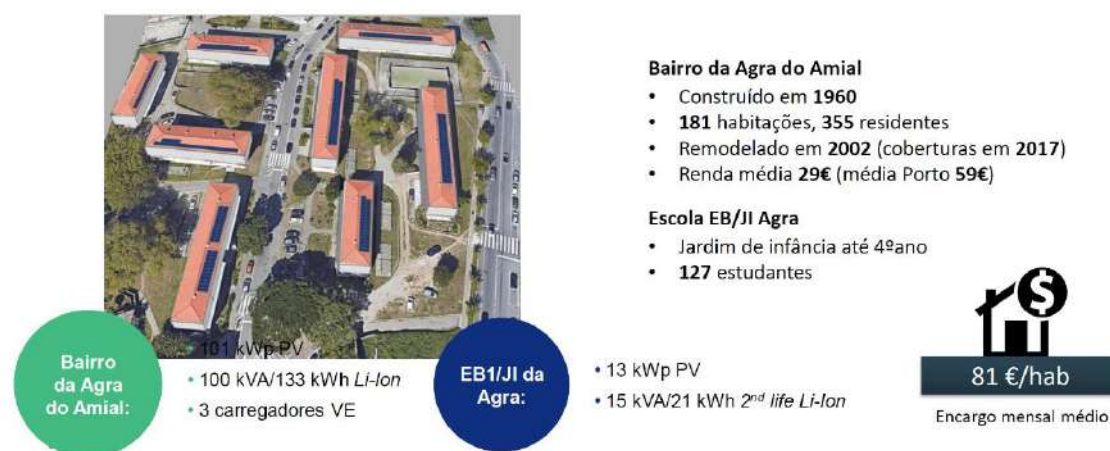 Bairro da Agra do Amial
• Construído em 1960
• 181 habitações, 355 residentes
• Remodelado em 2002 (coberturas em 2017)
• Renda média 29€ (média Porto 59€)
Escola EB/JI Agra
• Jardim de infância até 4ºano
• 127 estudantes
Bairro
da Agra
do Amial:
• 101 kWp PV
• 100 kVA/133 kWh Li-Ion
• 3 carregadores VE
EB1/JI da
Agra:
• 13 kWp PV
• 15 kVA/21 kWh 2nd life Li-Ion
$
81 €/hab
Encargo mensal médio